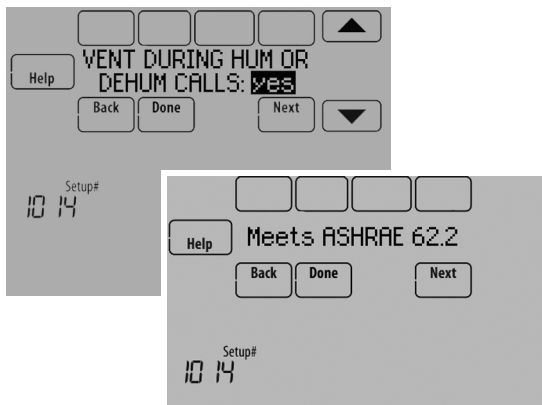 VENT DURING HUM OR
DEHUM CALLS: yes
Help
Back Done Next
Setup#
10 14
Meets ASHRAE 62.2
Help
Back Done Next
Setup#
10 14